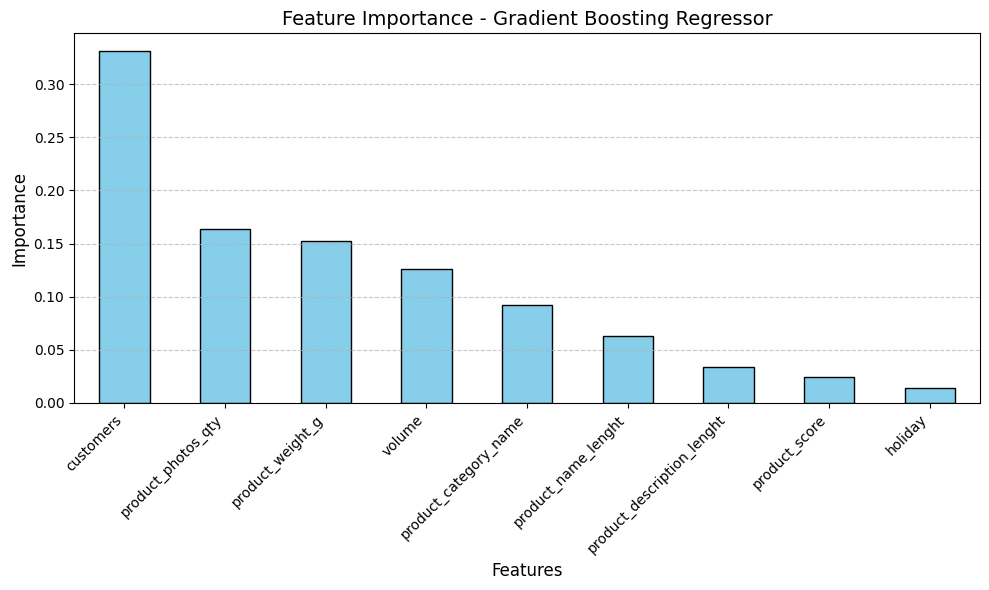 Feature Importance - Gradient Boosting Regressor
Importance
0.30
0.25
0.20
0.15
0.10
0.05
0.00
customers
product_photos_qty
product_weight_g
volume
product_category_name
product_name_lenght
product_description_lenght
product_score
holiday
Features